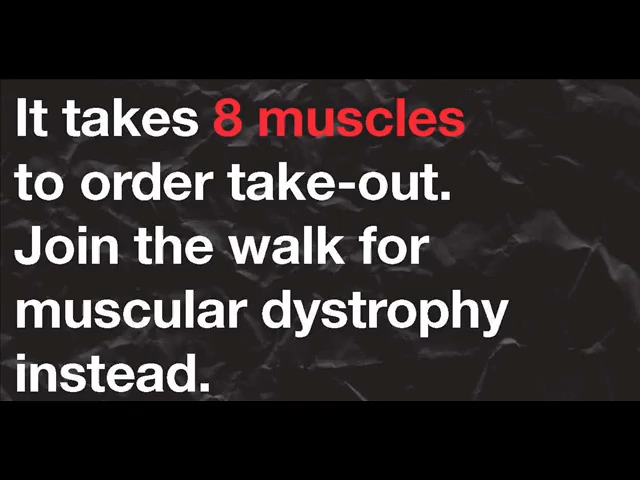 It takes 8 muscles
to order take-out.
Join the walk for
muscular dystrophy
instead.